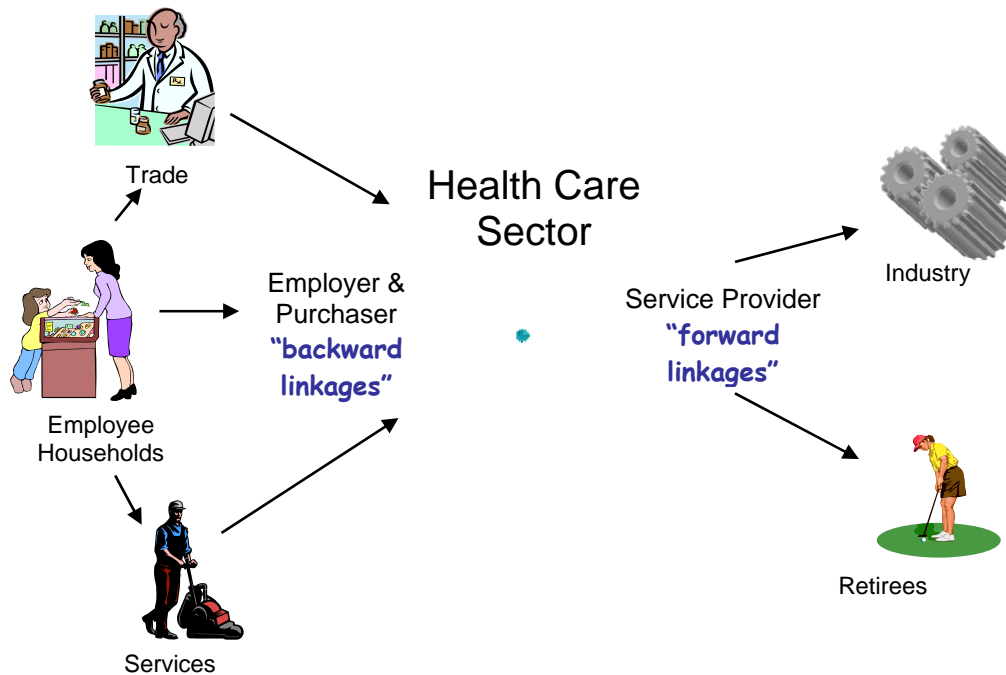 Trade
Health Care
Sector
Employer &
Purchaser
“backward
linkages”
Service Provider
“forward
linkages”
Industry
Employee
Households
Retirees
Services